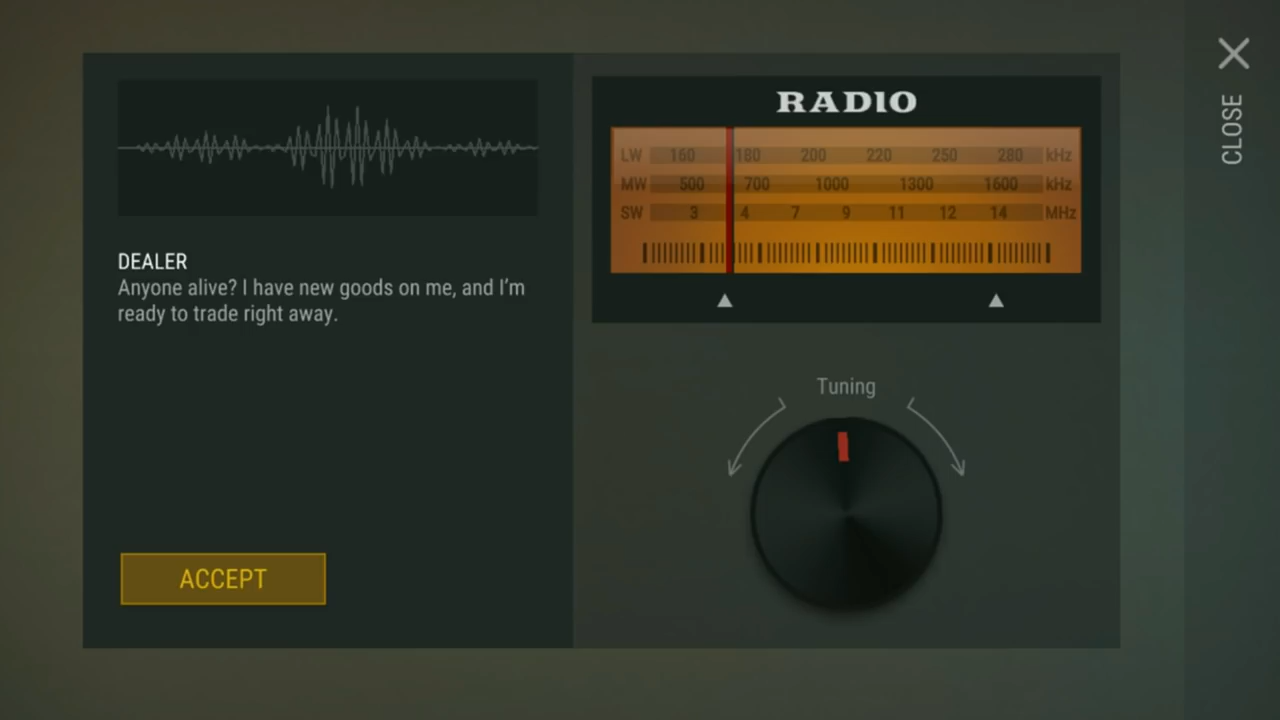 DEALER
Anyone alive? I have new goods on me, and I'm
ready to trade right away.
ACCEPT
RADIO
LW 160 180 200 220 250 280 kHz
MW 500 700 1000 1300 1600 kHz
SW 3 4 7 9 11 12 14 MHz
Tuning
CLOSE